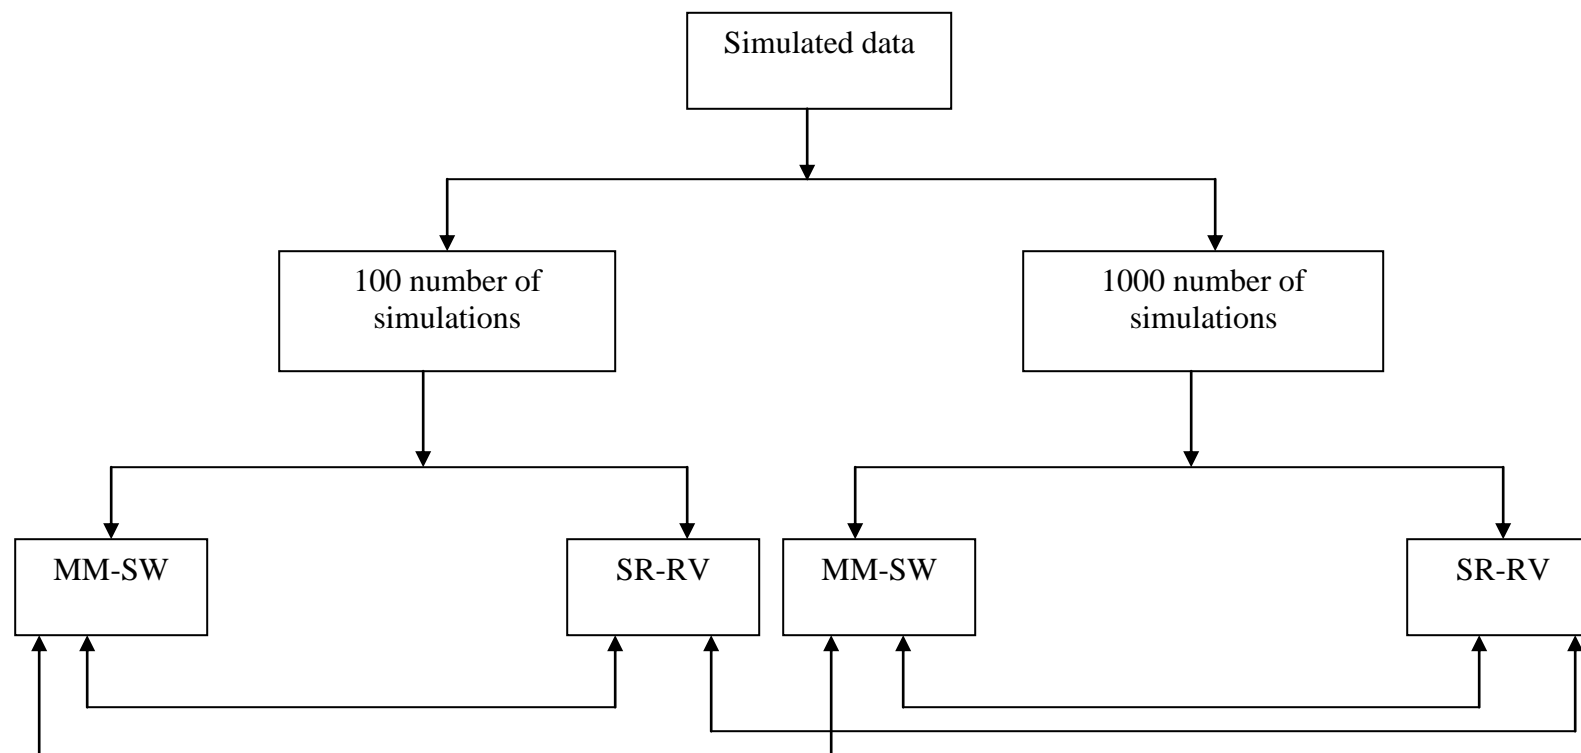 Simulated data
100 number of
simulations
1000 number of
simulations
MM-SW
SR-RV
MM-SW
SR-RV